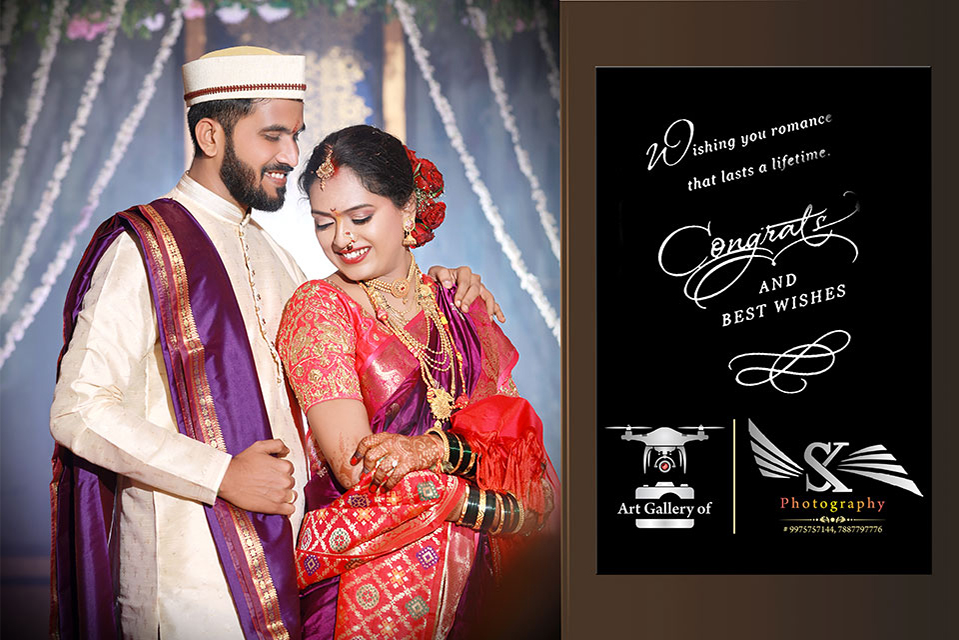 Wishing you romance
that lasts a lifetime.
Congrats
AND
BEST WISHES
Art Gallery of
SK
Photography
# 9975757144, 7887797776